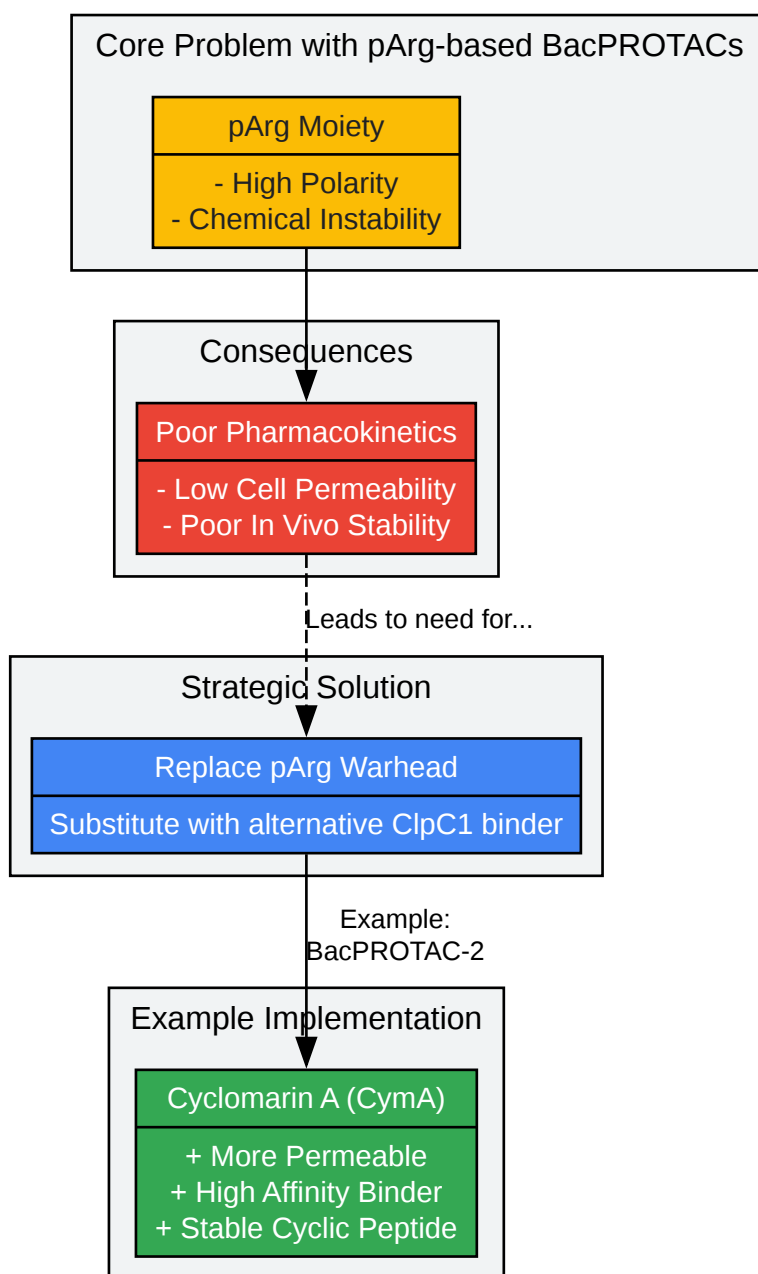 Core Problem with pArg-based BacPROTACs
pArg Moiety
- High Polarity
- Chemical Instability
Consequences
Poor Pharmacokinetics
- Low Cell Permeability
- Poor In Vivo Stability
Leads to need for...
Strategic Solution
Replace pArg Warhead
Substitute with alternative ClpC1 binder
Example:
BacPROTAC-2
Example Implementation
Cyclomarin A (CymA)
+ More Permeable
+ High Affinity Binder
+ Stable Cyclic Peptide